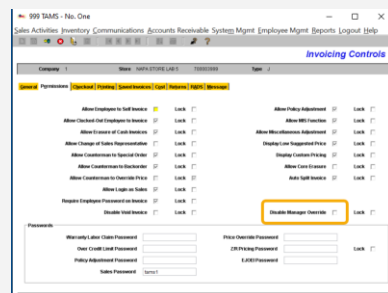 999 TAMS - No. One
Sales Activities Inventory Communications Accounts Receivable System Mgmt Employee Mgmt Reports Logout Help
Invoicing Controls
Company 1 Store NAPA STORE LAB 5 Type J
General Permissions Checkout Printing Saved Invoices Cust Returns Message
Allow Employee to Self Invoice Lock Allow Policy Adjustment Lock
Allow Clocked-Out Employee to Invoice Lock Allow MIS Function Lock
Allow Erasure of Cash Invoices Lock Allow Miscellaneous Adjustment Lock
Allow Change of Sales Representative Lock Display Low Suggested Price Lock
Allow Counterman to Special Order Lock Display Custom Pricing Lock
Allow Counterman to Backorder Lock Allow Core Erasure Lock
Allow Counterman to Override Price Lock Auto Split Invoice Lock
Allow Login as Sales Lock
Require Employee Password on Invoice Lock
Disable Void Invoice Lock Disable Manager Override Lock
Passwords
Warranty Labor Claim Password Price Override Password
Over Credit Limit Password Pricing Password Lock
Policy Adjustment Password Password
Sales Password